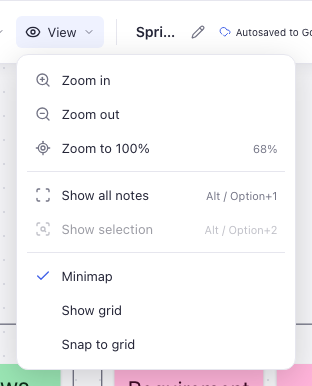 View
Spri...
Autosaved to Go
Zoom in
Zoom out
Zoom to 100% 68%
Show all notes Alt / Option+1
Show selection Alt / Option+2
Minimap
Show grid
Snap to grid